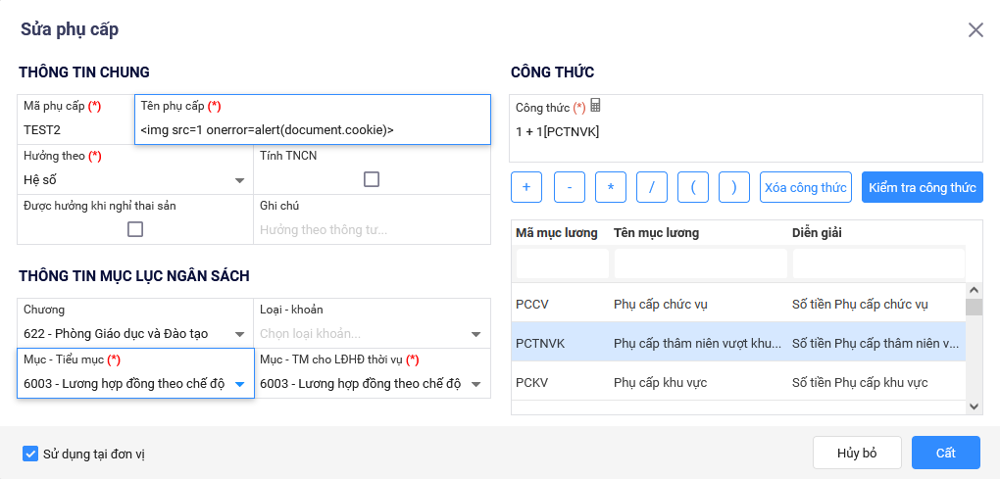 Sửa phụ cấp
THÔNG TIN CHUNG
Mã phụ cấp (*)
Tên phụ cấp (*)
TEST2
<img src=1 onerror=alert(document.cookie)>
Hưởng theo (*)
Tính TNCN
Hệ số
Được hưởng khi nghỉ thai sản
Ghi chú
Hưởng theo thông tư...
THÔNG TIN MỤC LỤC NGÂN SÁCH
Chương
Loại - khoản
622 - Phòng Giáo dục và Đào tạo
Chọn loại khoản...
Mục - Tiểu mục (*)
Mục - TM cho LĐHĐ thời vụ (*)
6003 - Lương hợp đồng theo chế độ
6003 - Lương hợp đồng theo chế độ
CÔNG THỨC
Công thức (*)
1 + 1[PCTNVK]
+ - * / ( ) Xóa công thức Kiểm tra công thức
Mã mục lương Tên mục lương Diễn giải
PCCV Phụ cấp chức vụ Số tiền Phụ cấp chức vụ
PCTNVK Phụ cấp thâm niên vượt khu... Số tiền Phụ cấp thâm niên v...
PCKV Phụ cấp khu vực Số tiền Phụ cấp khu vực
Sử dụng tại đơn vị
Hủy bỏ
Cất